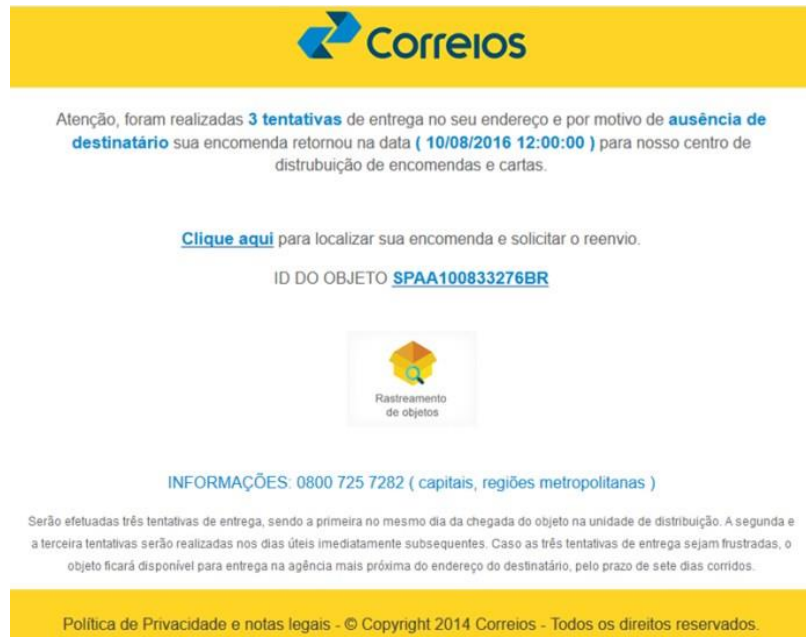 Correios
Atenção, foram realizadas 3 tentativas de entrega no seu endereço e por motivo de ausência de
destinatário sua encomenda retornou na data ( 10/08/2016 12:00:00 ) para nosso centro de
distrubuição de encomendas e cartas.
Clique aqui para localizar sua encomenda e solicitar o reenvio.
ID DO OBJETO SPAA100833276BR
Rastreamento
de objetos
INFORMAÇÕES: 0800 725 7282 ( capitais, regiões metropolitanas )
Serão efetuadas três tentativas de entrega, sendo a primeira no mesmo dia da chegada do objeto na unidade de distribuição. A segunda e
a terceira tentativas serão realizadas nos dias úteis imediatamente subsequentes. Caso as três tentativas de entrega sejam frustradas, o
objeto ficará disponível para entrega na agência mais próxima do endereço do destinatário, pelo prazo de sete dias corridos.
Política de Privacidade e notas legais - © Copyright 2014 Correios - Todos os direitos reservados.